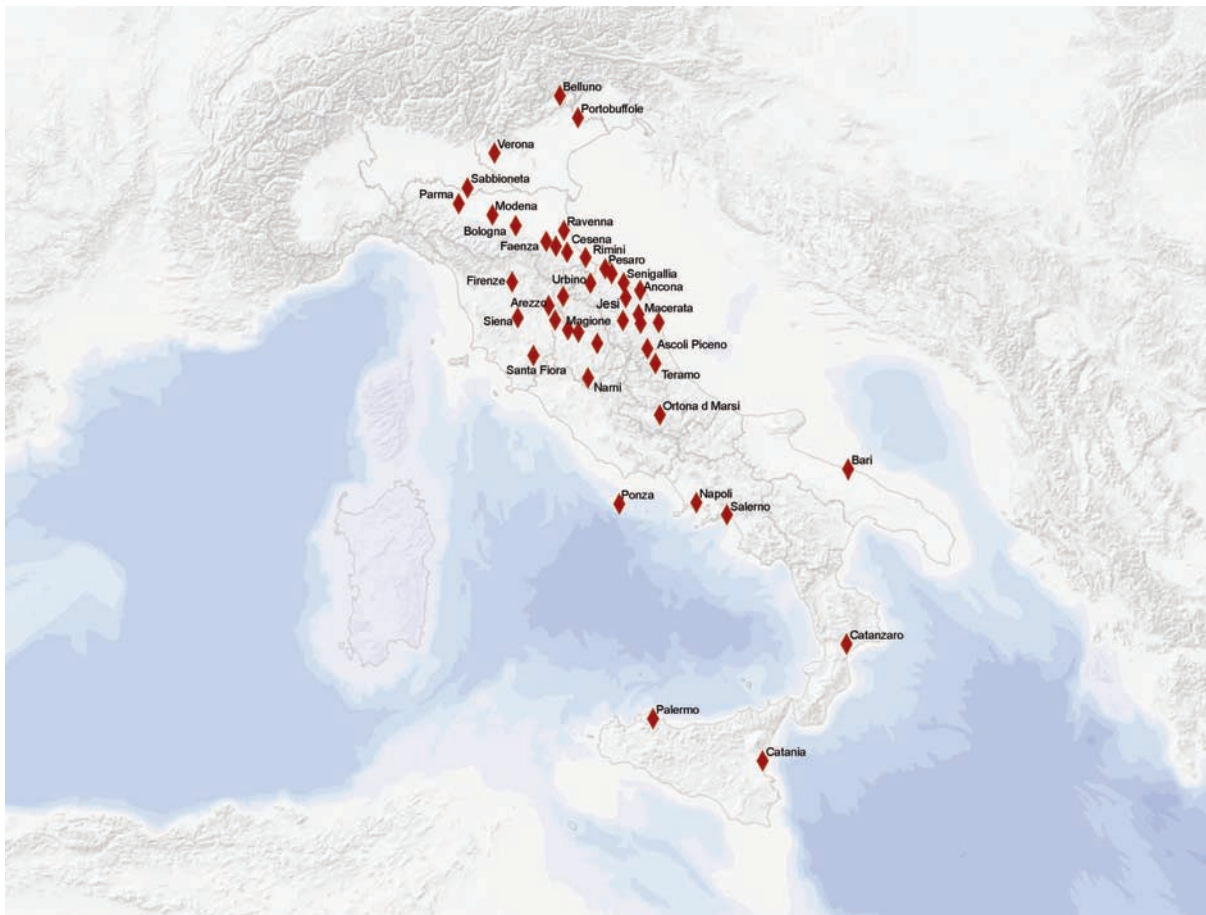 Belluno
Portobuffole
Verona
Sabbioneta
Parma
Modena
Ravenna
Bologna
Cesena
Faenza
Rimini
Pesaro
Firenze
Urbino
Senigallia
Ancona
Arezzo
Jesi
Macerata
Siena
Magione
Ascoli Piceno
Santa Fiora
Teramo
Narni
Ortona d Marsi
Bari
Ponza
Napoli
Salerno
Catanzaro
Palermo
Catania